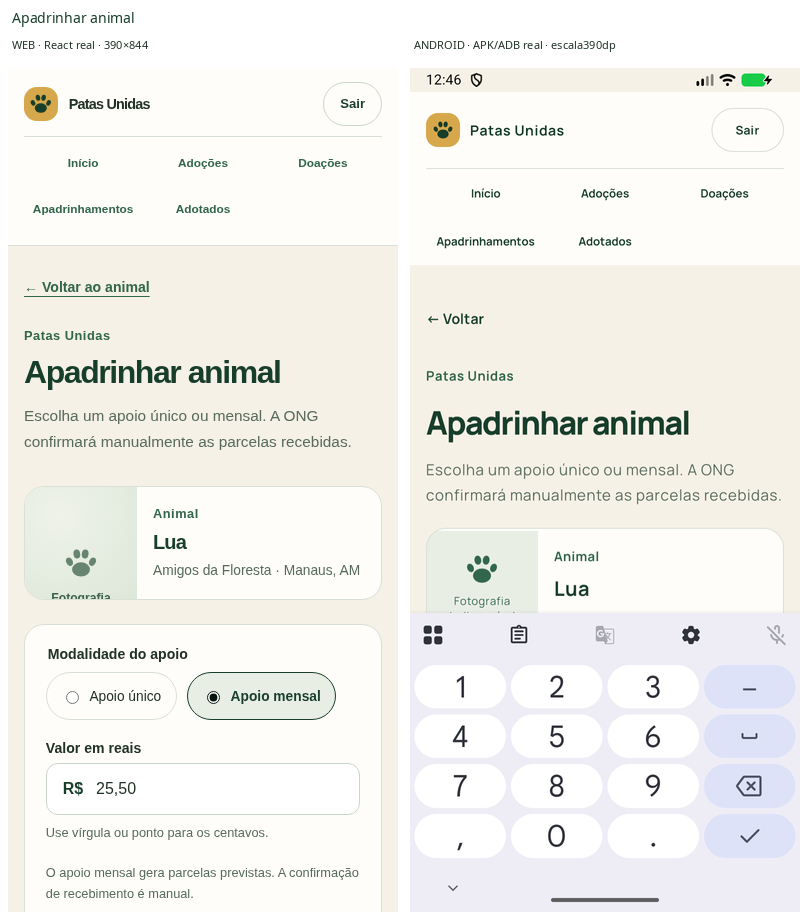 Apadrinhar animal
WEB · React real · 390×844
Patas Unidas
Sair
Início
Adoções
Doações
Apadrinhamentos
Adotados
← Voltar ao animal
Patas Unidas
Apadrinhar animal
Escolha um apoio único ou mensal. A ONG
confirmará manualmente as parcelas recebidas.
Fotografia
Animal
Lua
Amigos da Floresta · Manaus, AM
Modalidade do apoio
Apoio único
Apoio mensal
Valor em reais
R$ 25,50
Use vírgula ou ponto para os centavos.
O apoio mensal gera parcelas previstas. A confirmação
de recebimento é manual.
ANDROID · APK/ADB real · escala390dp
12:46
Patas Unidas
Sair
Início
Adoções
Doações
Apadrinhamentos
Adotados
← Voltar
Patas Unidas
Apadrinhar animal
Escolha um apoio único ou mensal. A ONG
confirmará manualmente as parcelas recebidas.
Fotografia
Animal
Lua
1 2 3 –
4 5 6
7 8 9
, 0 .